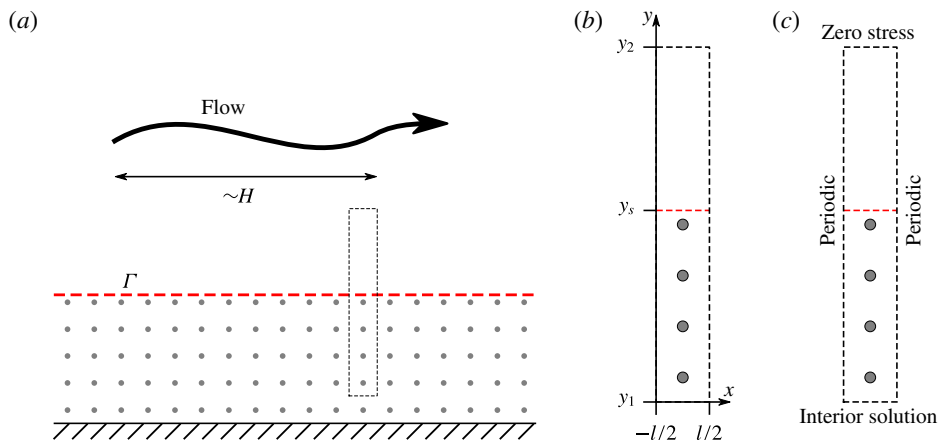 (a)
Flow
~H
Γ
(b)
y
y2
ys
y1
x
−l/2
l/2
(c)
Zero stress
Periodic
Periodic
Interior solution